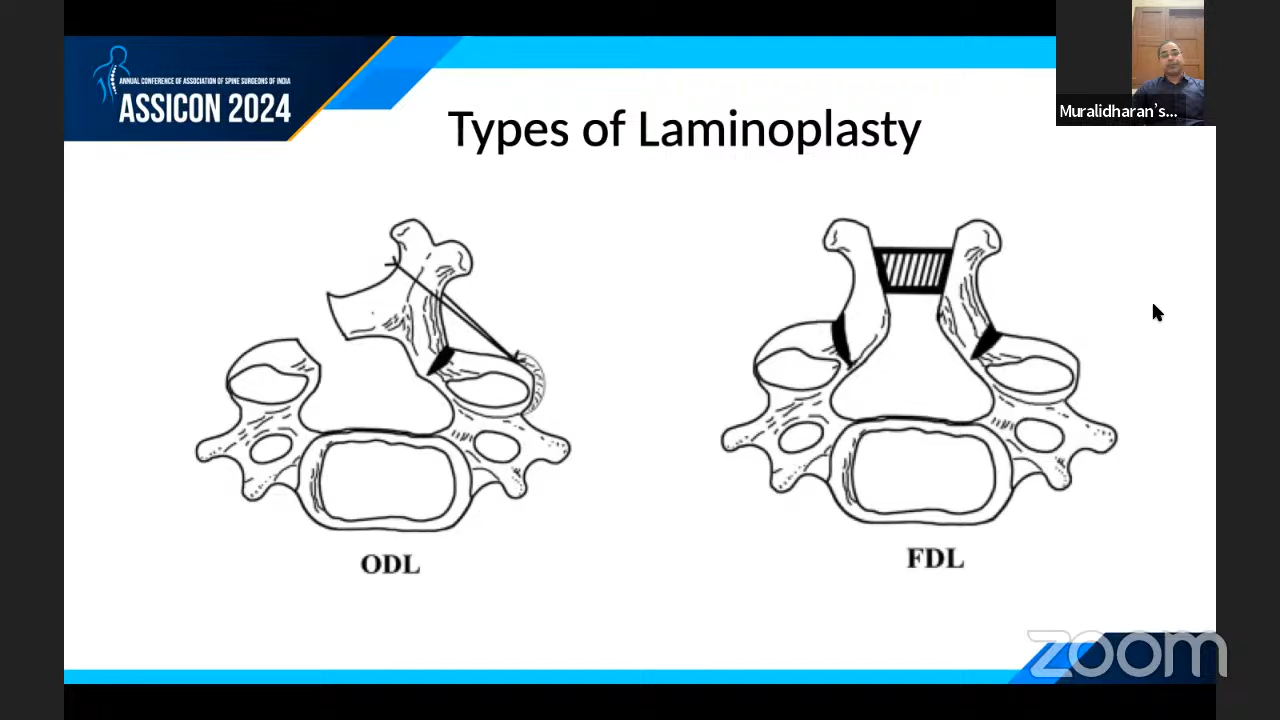 ANNUAL CONFERENCE OF ASSOCIATION OF SPINE SURGEONS OF INDIA
ASSICON 2024
Muralidharan's...
Types of Laminoplasty
ODL
FDL
zoom